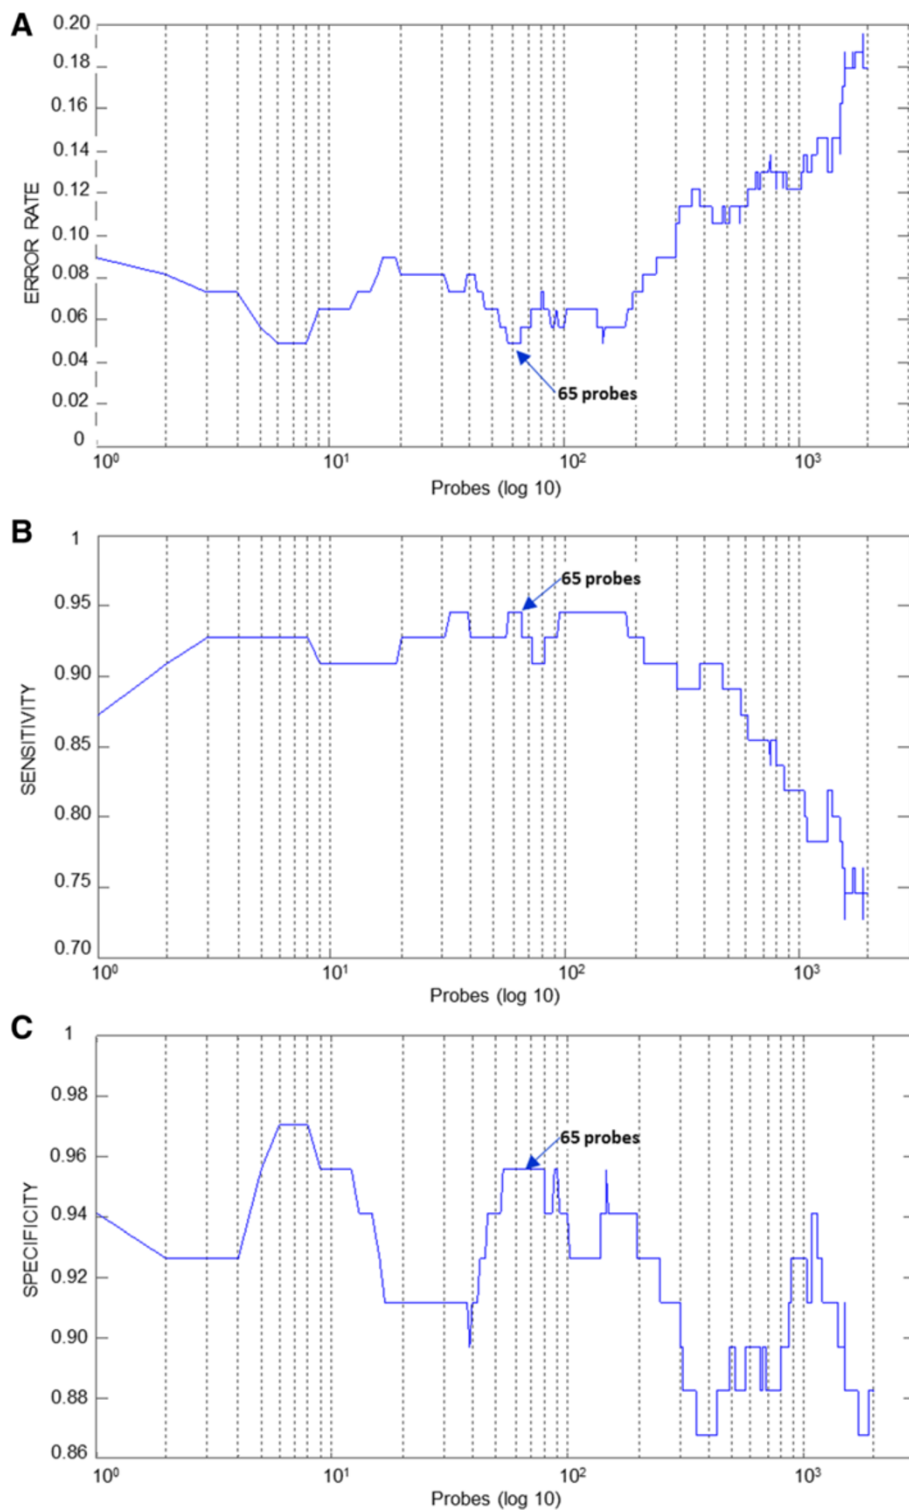 A
0.20
0.18
0.16
0.14
0.12
0.10
0.08
0.06
0.04
0.02
0
ERROR RATE
65 probes
10⁰ 10¹ 10² 10³
Probes (log 10)
B
1
0.95
0.90
0.85
0.80
0.75
0.70
SENSITIVITY
65 probes
10⁰ 10¹ 10² 10³
Probes (log 10)
C
1
0.98
0.96
0.94
0.92
0.90
0.88
0.86
SPECIFICITY
65 probes
10⁰ 10¹ 10² 10³
Probes (log 10)